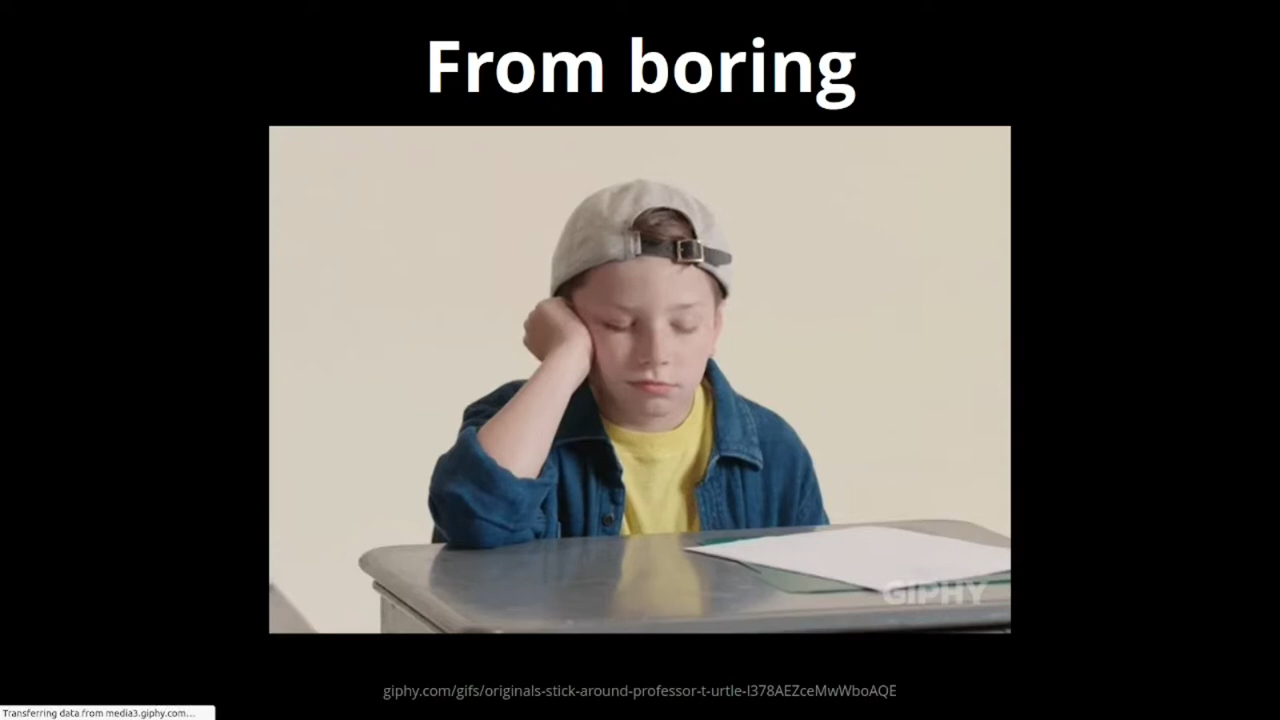 From boring
GIPHY
giphy.com/gifs/originals-stick-around-professor-t-urtle-l378AEZceMwWboAQE
Transferring data from media3.giphy.com...